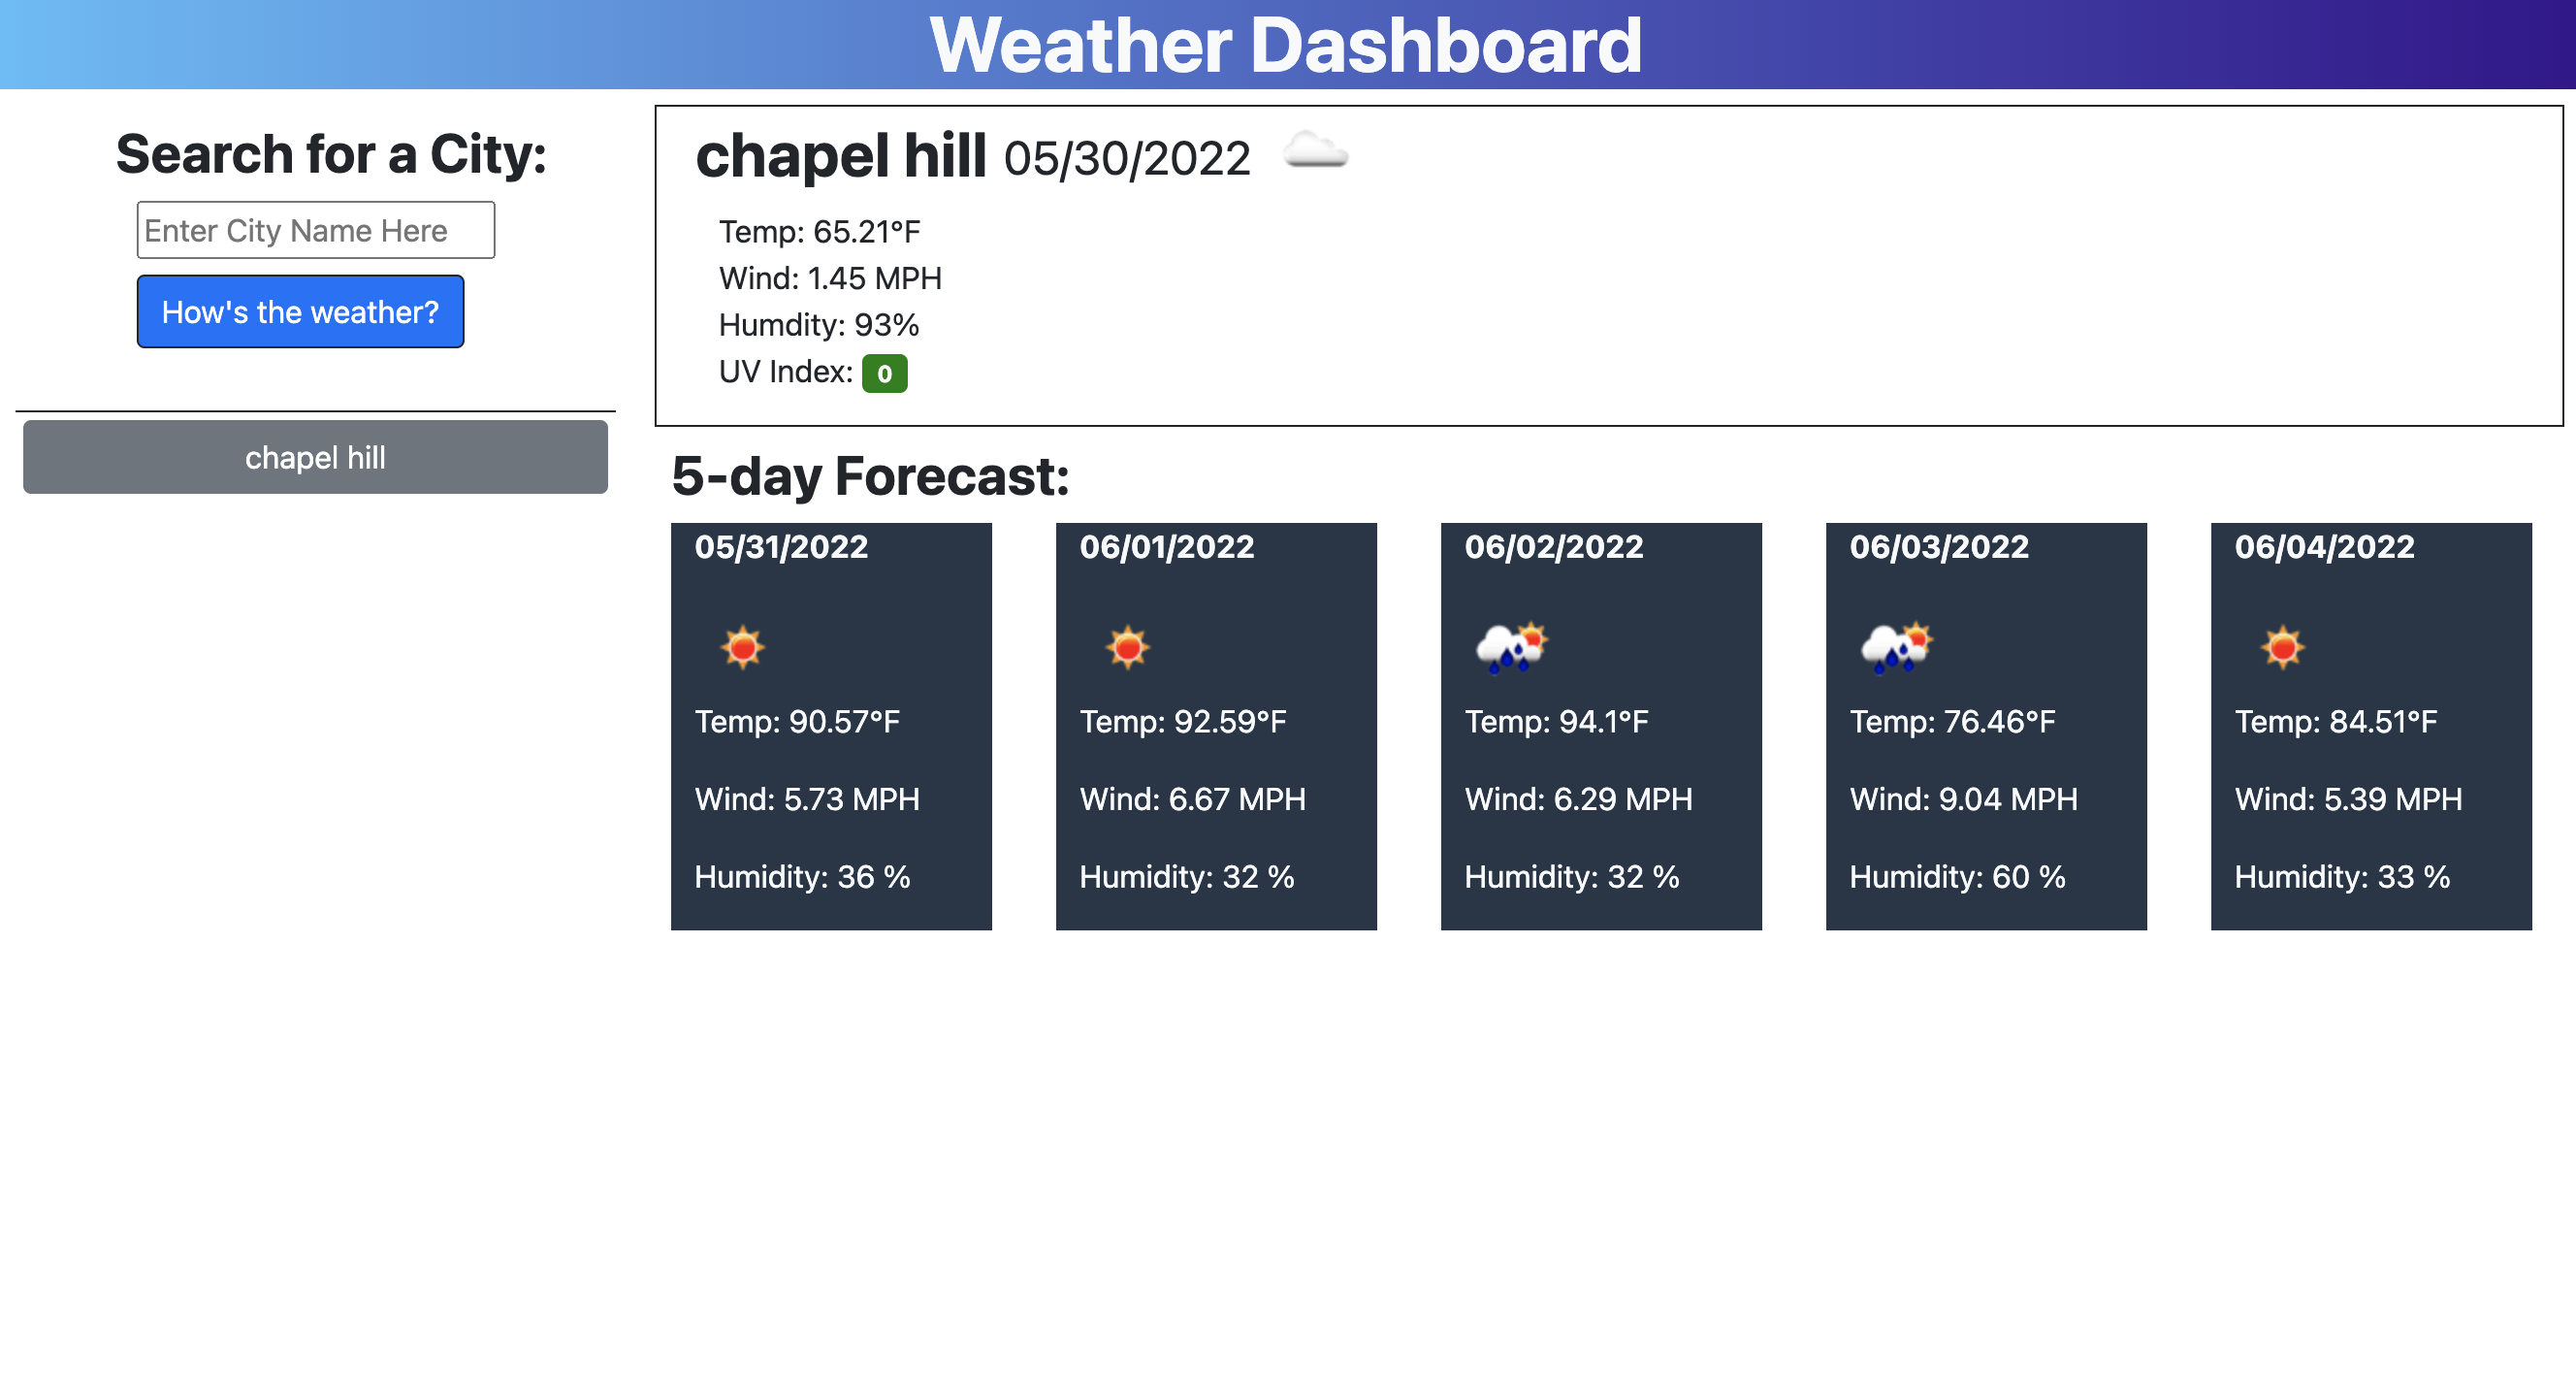 Weather Dashboard
Search for a City:
Enter City Name Here
How's the weather?
chapel hill
chapel hill 05/30/2022
Temp: 65.21°F
Wind: 1.45 MPH
Humdity: 93%
UV Index: 0
5-day Forecast:
05/31/2022
Temp: 90.57°F
Wind: 5.73 MPH
Humidity: 36 %
06/01/2022
Temp: 92.59°F
Wind: 6.67 MPH
Humidity: 32 %
06/02/2022
Temp: 94.1°F
Wind: 6.29 MPH
Humidity: 32 %
06/03/2022
Temp: 76.46°F
Wind: 9.04 MPH
Humidity: 60 %
06/04/2022
Temp: 84.51°F
Wind: 5.39 MPH
Humidity: 33 %